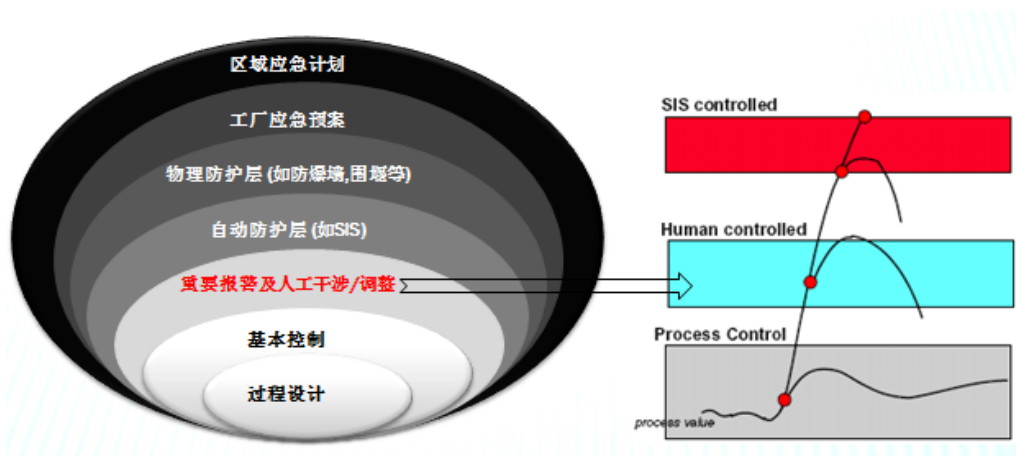 区域应急计划
工厂应急预案
物理防护层 (如防爆墙,围堰等)
自动防护层 (如SIS)
重要报警及人工干涉/调整
基本控制
过程设计
SIS controlled
Human controlled
Process Control
process value